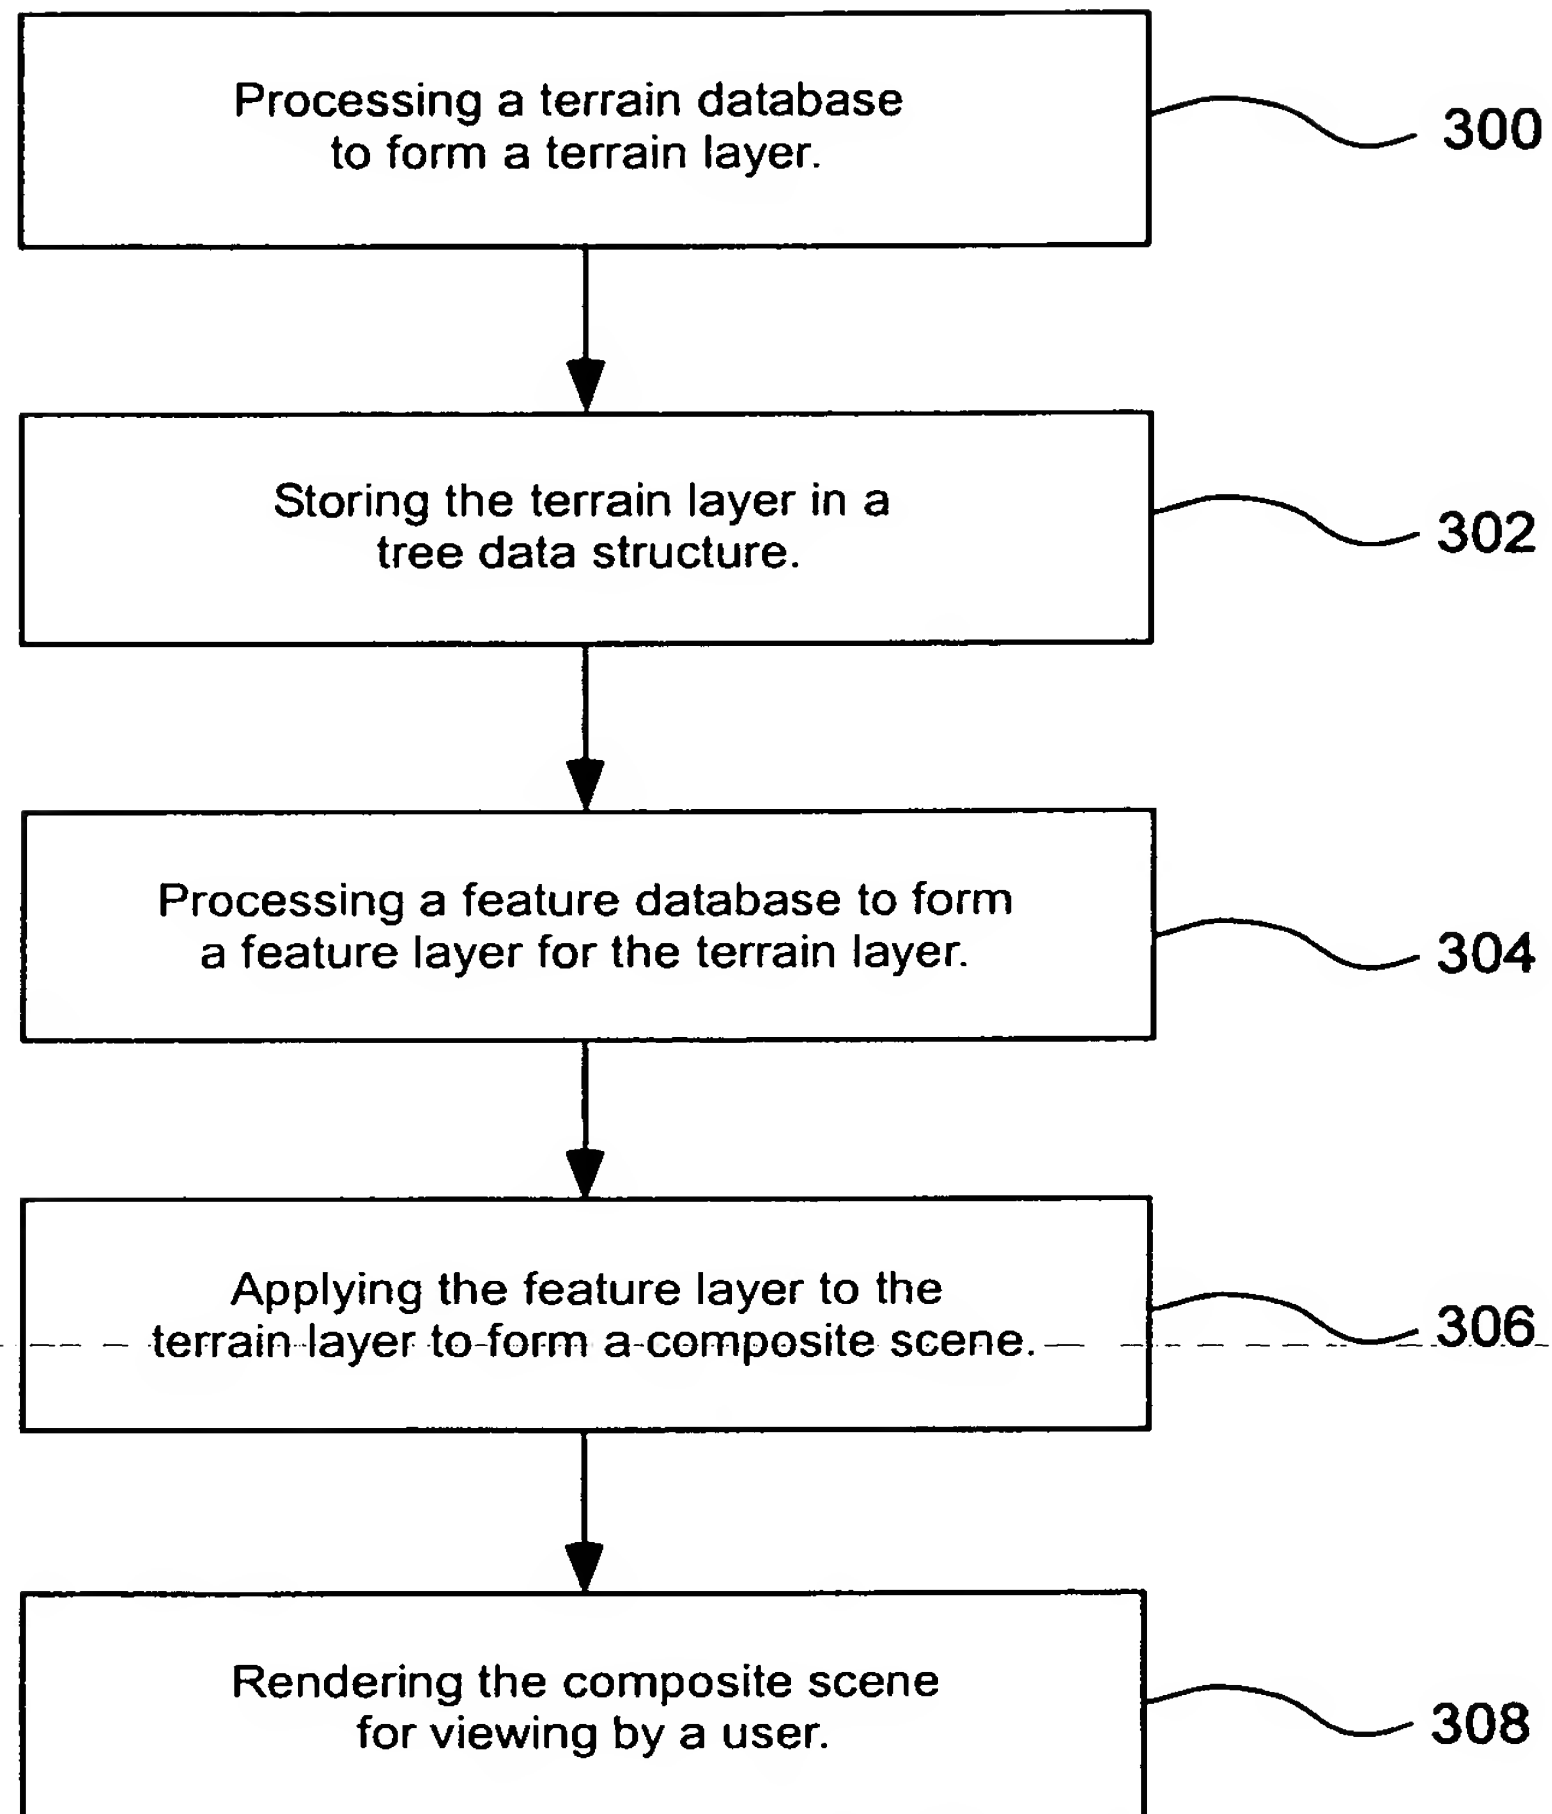 Processing a terrain database
to form a terrain layer.
300
Storing the terrain layer in a
tree data structure.
302
Processing a feature database to form
a feature layer for the terrain layer.
304
Applying the feature layer to the
terrain layer to form a composite scene.
306
Rendering the composite scene
for viewing by a user.
308